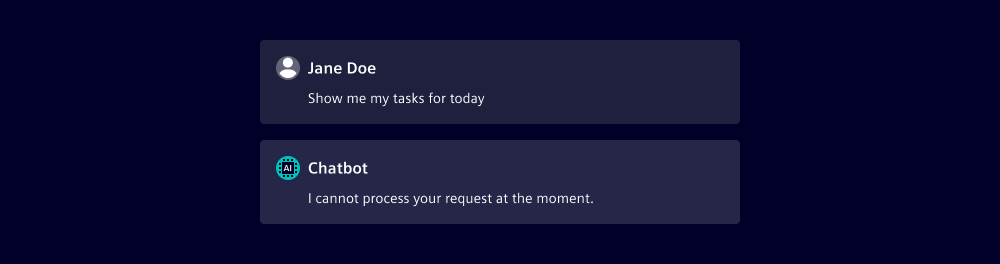 Jane Doe
Show me my tasks for today
AI
Chatbot
I cannot process your request at the moment.